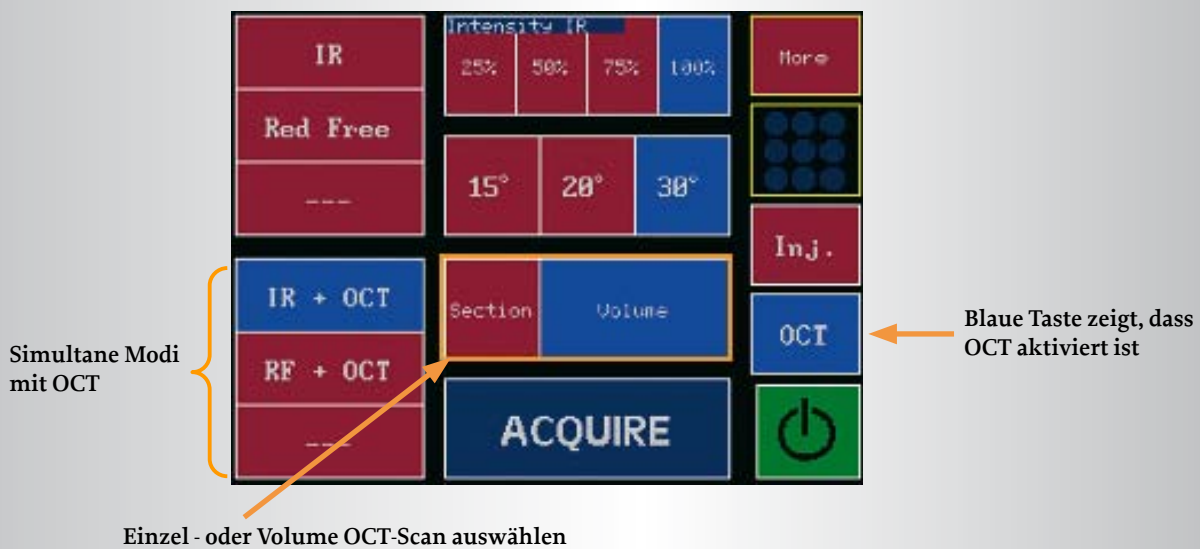 IR
Red Free
---
Intensity IR
25% 50% 75% 100%
15° 20° 30°
More
Inj.
IR + OCT
RF + OCT
---
Section Volume
OCT
ACQUIRE
Simultane Modi
mit OCT
Blaue Taste zeigt, dass
OCT aktiviert ist
Einzel - oder Volume OCT-Scan auswählen